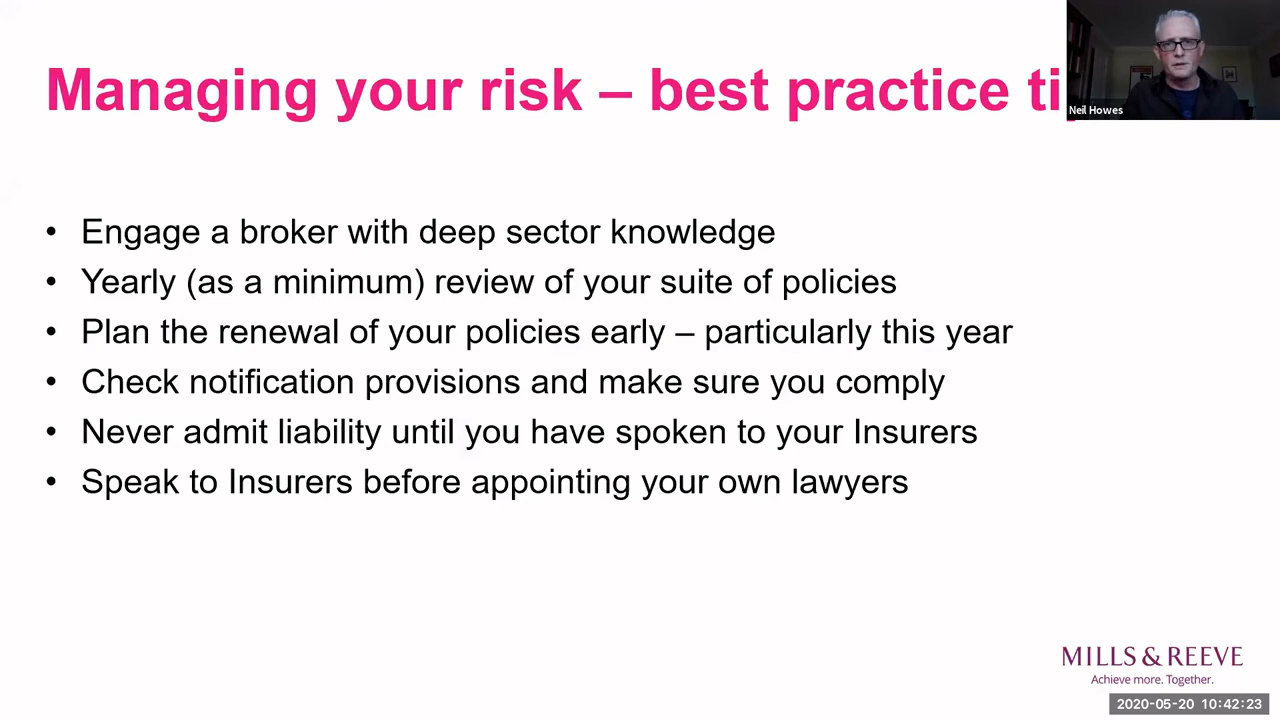 Managing your risk – best practice
Neil Howes
• Engage a broker with deep sector knowledge
• Yearly (as a minimum) review of your suite of policies
• Plan the renewal of your policies early – particularly this year
• Check notification provisions and make sure you comply
• Never admit liability until you have spoken to your Insurers
• Speak to Insurers before appointing your own lawyers
MILLS & REEVE
Achieve more. Together.
2020-05-20 10:42:23